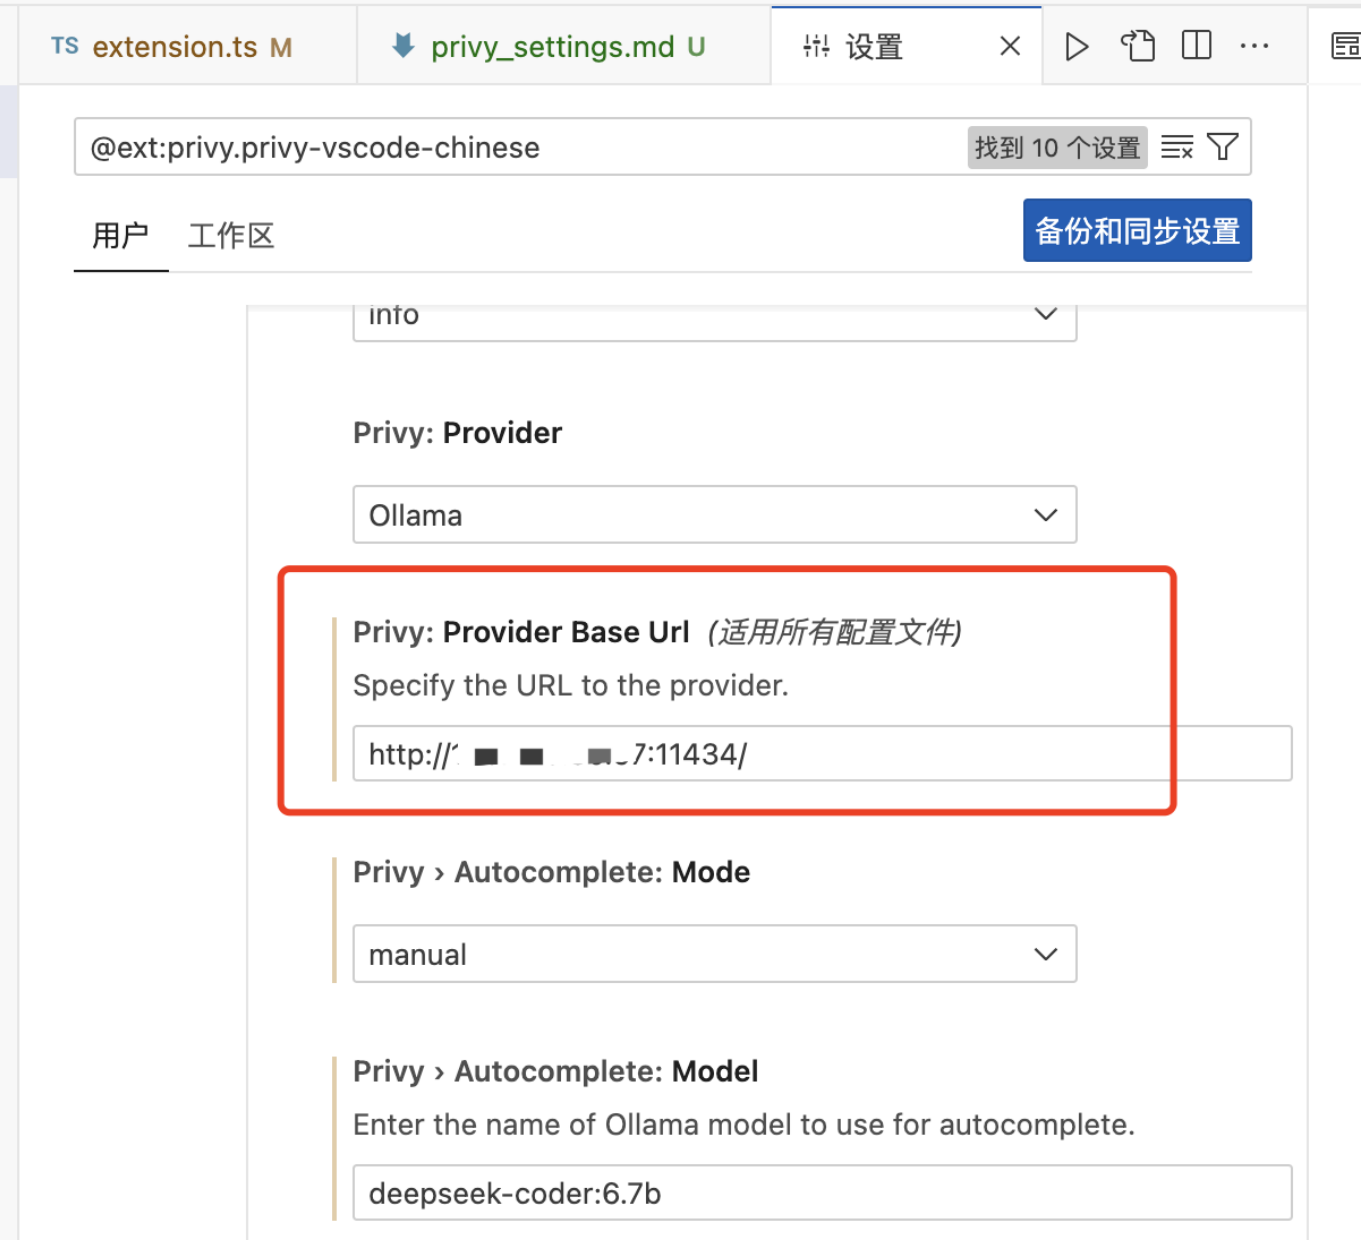 TS extension.ts M
privy_settings.md U
设置
@ext:privy.privy-vscode-chinese
找到 10 个设置
用户
工作区
备份和同步设置
info
Privy: Provider
Ollama
Privy: Provider Base Url (适用所有配置文件)
Specify the URL to the provider.
http:// 7:11434/
Privy › Autocomplete: Mode
manual
Privy › Autocomplete: Model
Enter the name of Ollama model to use for autocomplete.
deepseek-coder:6.7b